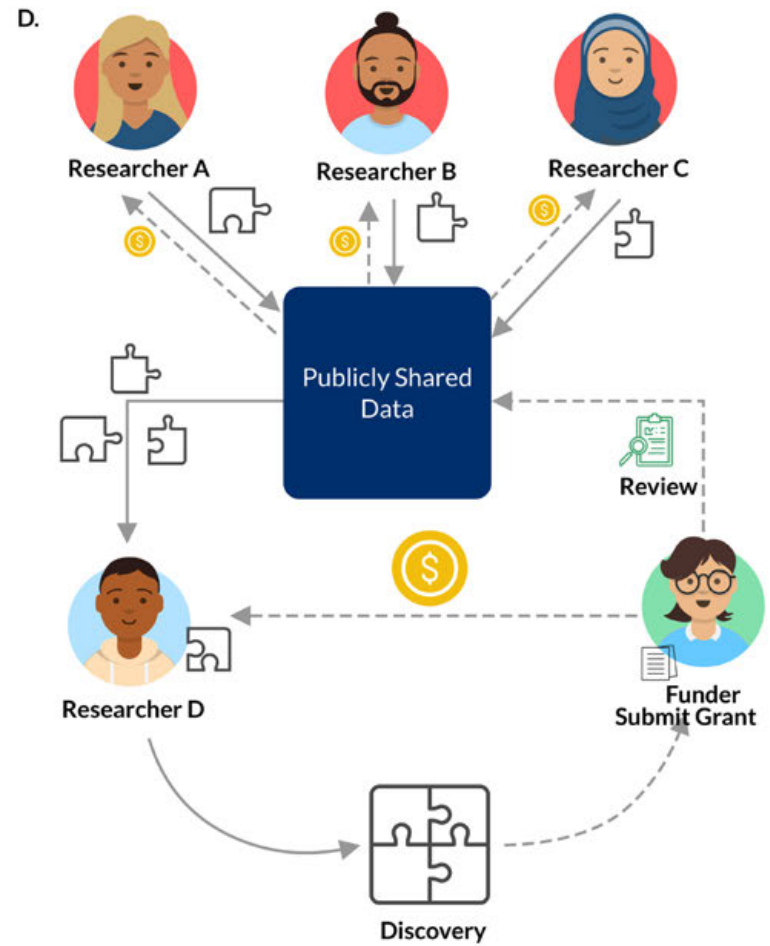 D.
Researcher A
Researcher B
Researcher C
$
$
$
Publicly Shared
Data
Review
$
Researcher D
Funder
Submit Grant
Discovery